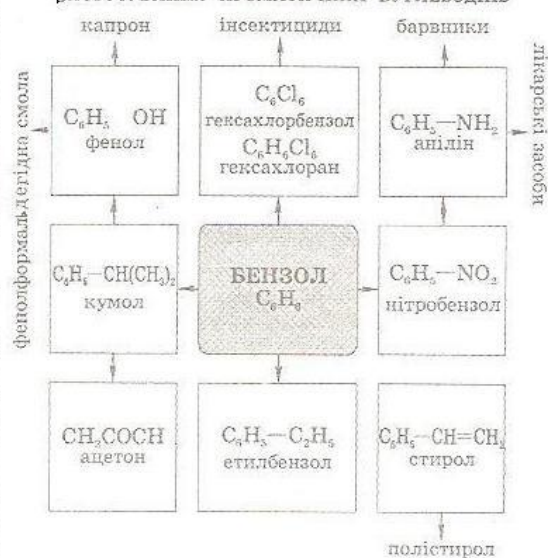 капрон
інсектициди
барвники
фенолформальдегідна смола
C₆H₅ OH
фенол
C₆Cl₆
гексахлорбензол
C₆H₆Cl₆
гексахлоран
C₆H₅—NH₂
анілін
лікарські засоби
C₆H₅—CH(CH₃)₂
кумол
БЕНЗОЛ
C₆H₆
C₆H₅—NO₂
нітробензол
CH₃COCH
ацетон
C₆H₅—C₂H₅
етилбензол
C₆H₅—CH=CH₂
стирол
полістирол